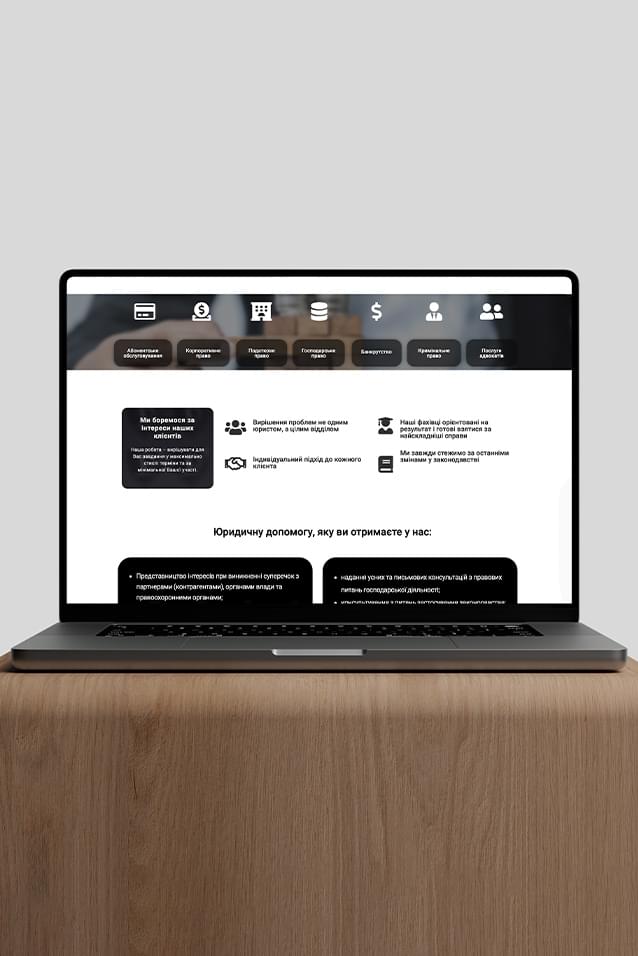 Абонентське
обслуговування
Корпоративне
право
Податкове
право
Господарське
право
Банкрутство
Кримінальне
право
Послуги
адвокатів
Ми боремося за
інтереси наших
клієнтів
Наша робота – вирішувати для
Вас завдання у максимально
стислі терміни та за
мінімальної Вашої участі.
Вирішення проблем не одним
юристом, а цілим відділом
Індивідуальний підхід до кожного
клієнта
Наші фахівці орієнтовані на
результат і готові взятися за
найскладніші справи
Ми завжди стежимо за останніми
змінами у законодавстві
Юридичну допомогу, яку ви отримаєте у нас:
• Представництво інтересів при виникненні суперечок з
партнерами (контрагентами), органами влади та
правоохоронними органами;
• надання усних та письмових консультацій з правових
питань господарської діяльності;